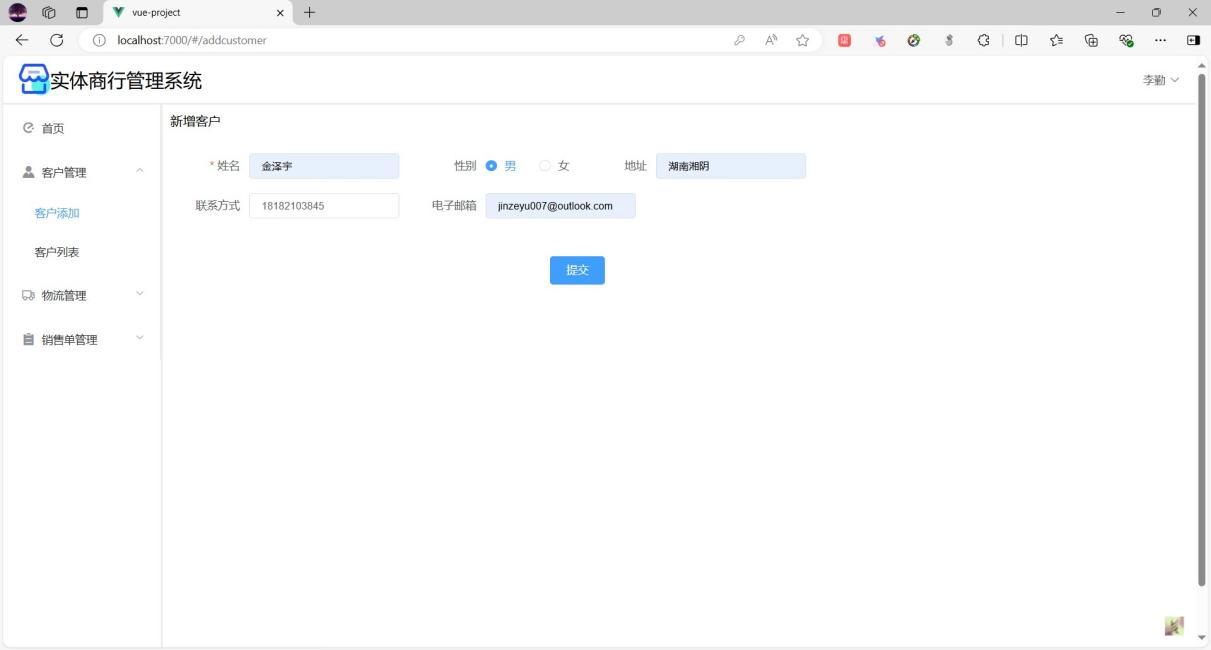 vue-project
localhost:7000/#/addcustomer
实体商行管理系统
李勤
首页
客户管理
客户添加
客户列表
物流管理
销售单管理
新增客户
*姓名 金泽宇 性别 男 女 地址 湖南湘阴
联系方式 18182103845 电子邮箱 jinzeyu007@outlook.com
提交